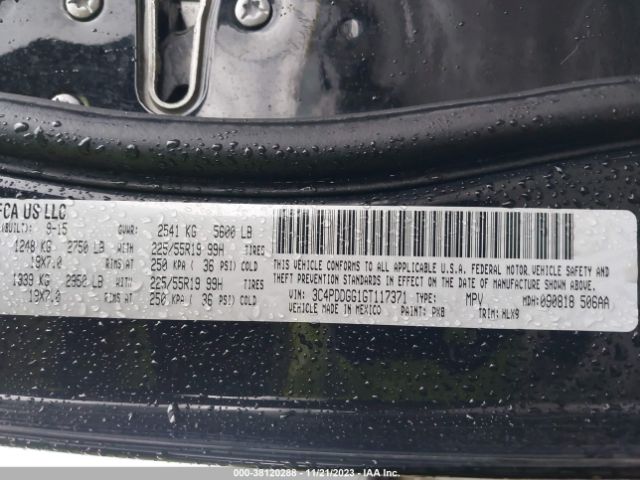 FCA US LLC
(BUILT): 9-15 GVWR: 2541 KG 5600 LB
1248 KG 2750 LB WITH 225/55R19 99H TIRES
19X7.0 RIMS AT 250 KPA ( 36 PSI) COLD
1339 KG 2950 LB WITH 225/55R19 99H TIRES
19X7.0 RIMS AT 250 KPA ( 36 PSI) COLD
THIS VEHICLE CONFORMS TO ALL APPLICABLE U.S.A. FEDERAL MOTOR VEHICLE SAFETY AND
THEFT PREVENTION STANDARDS IN EFFECT ON THE DATE OF MANUFACTURE SHOWN ABOVE.
VIN: 3C4PDDGG1GT117371 TYPE: MPV MDH: 090818 506AA
VEHICLE MADE IN MEXICO PAINT: PX8 TRIM: HLX9
000-38120288 - 11/21/2023 - IAA Inc.